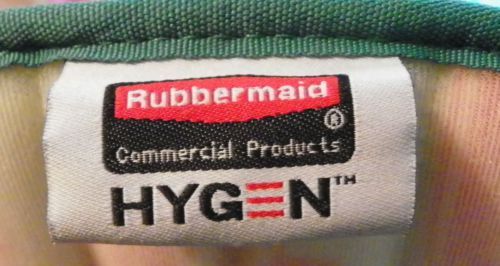 Rubbermaid
®
Commercial Products
HYGEN™